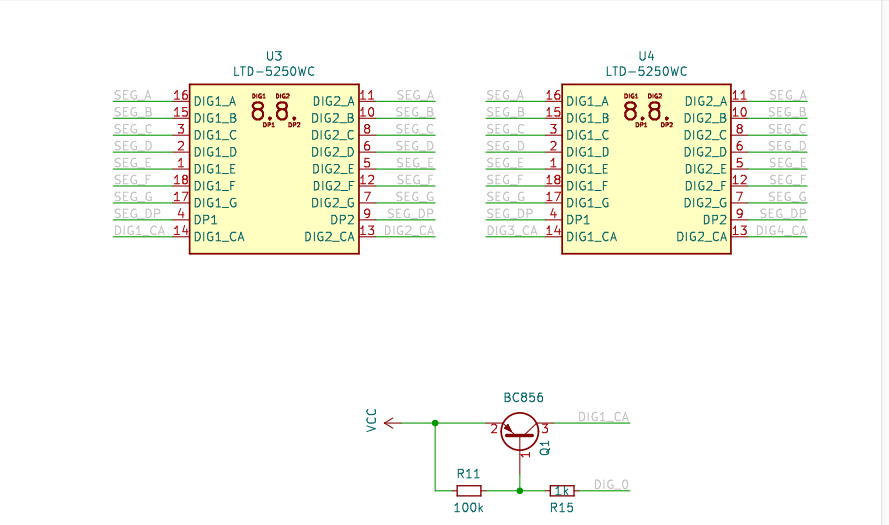 U3 U4
LTD-5250WC LTD-5250WC
SEG_A 16 DIG1_A DIG1 DIG2 DIG2_A 11 SEG_A SEG_A 16 DIG1_A DIG1 DIG2 DIG2_A 11 SEG_A
8.8. 8.8.
SEG_B 15 DIG1_B DIG2_B 10 SEG_B SEG_B 15 DIG1_B DIG2_B 10 SEG_B
DP1 DP2 DP1 DP2
SEG_C 3 DIG1_C DIG2_C 8 SEG_C SEG_C 3 DIG1_C DIG2_C 8 SEG_C
SEG_D 2 DIG1_D DIG2_D 6 SEG_D SEG_D 2 DIG1_D DIG2_D 6 SEG_D
SEG_E 1 DIG1_E DIG2_E 5 SEG_E SEG_E 1 DIG1_E DIG2_E 5 SEG_E
SEG_F 18 DIG1_F DIG2_F 12 SEG_F SEG_F 18 DIG1_F DIG2_F 12 SEG_F
SEG_G 17 DIG1_G DIG2_G 7 SEG_G SEG_G 17 DIG1_G DIG2_G 7 SEG_G
SEG_DP 4 DP1 DP2 9 SEG_DP SEG_DP 4 DP1 DP2 9 SEG_DP
DIG1_CA 14 DIG1_CA DIG2_CA 13 DIG2_CA DIG3_CA 14 DIG1_CA DIG2_CA 13 DIG4_CA
BC856
VCC 2 3 DIG1_CA
1 Q1
R11 1k DIG_0
100k R15